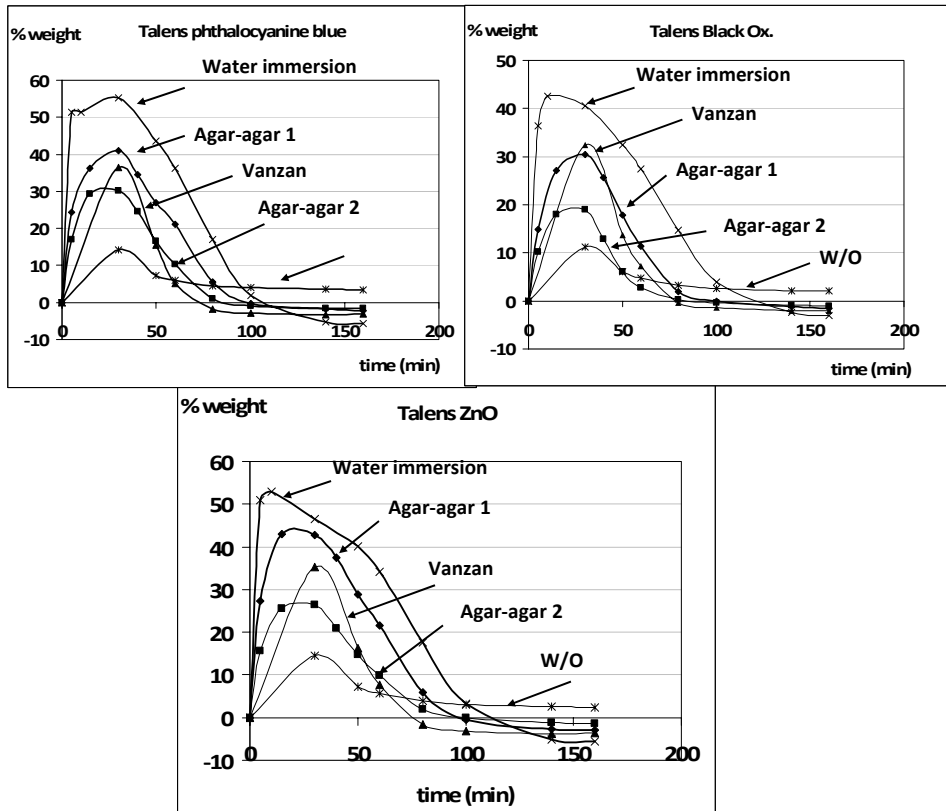 % weight
Talens phthalocyanine blue
60
50
40
30
20
10
0
-10
0
50
100
150
200
Water immersion
Agar-agar 1
Vanzan
Agar-agar 2
time (min)
% weight
Talens Black Ox.
50
40
30
20
10
0
-10
0
50
100
150
200
Water immersion
Vanzan
Agar-agar 1
Agar-agar 2
W/O
time (min)
% weight
Talens ZnO
60
50
40
30
20
10
0
-10
0
50
100
150
200
Water immersion
Agar-agar 1
Vanzan
Agar-agar 2
W/O
time (min)